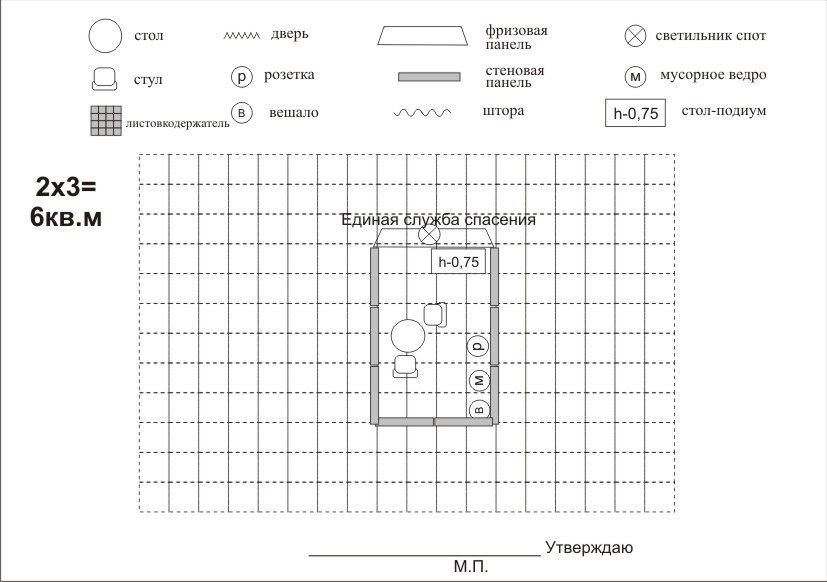 стол
дверь
фризовая
панель
светильник спот
стул
р
розетка
стеновая
панель
м
мусорное ведро
листовкодержатель
в
вешало
штора
h-0,75
стол-подиум
2х3=
6кв.м
Единая служба спасения
h-0,75
р
м
в
Утверждаю
М.П.